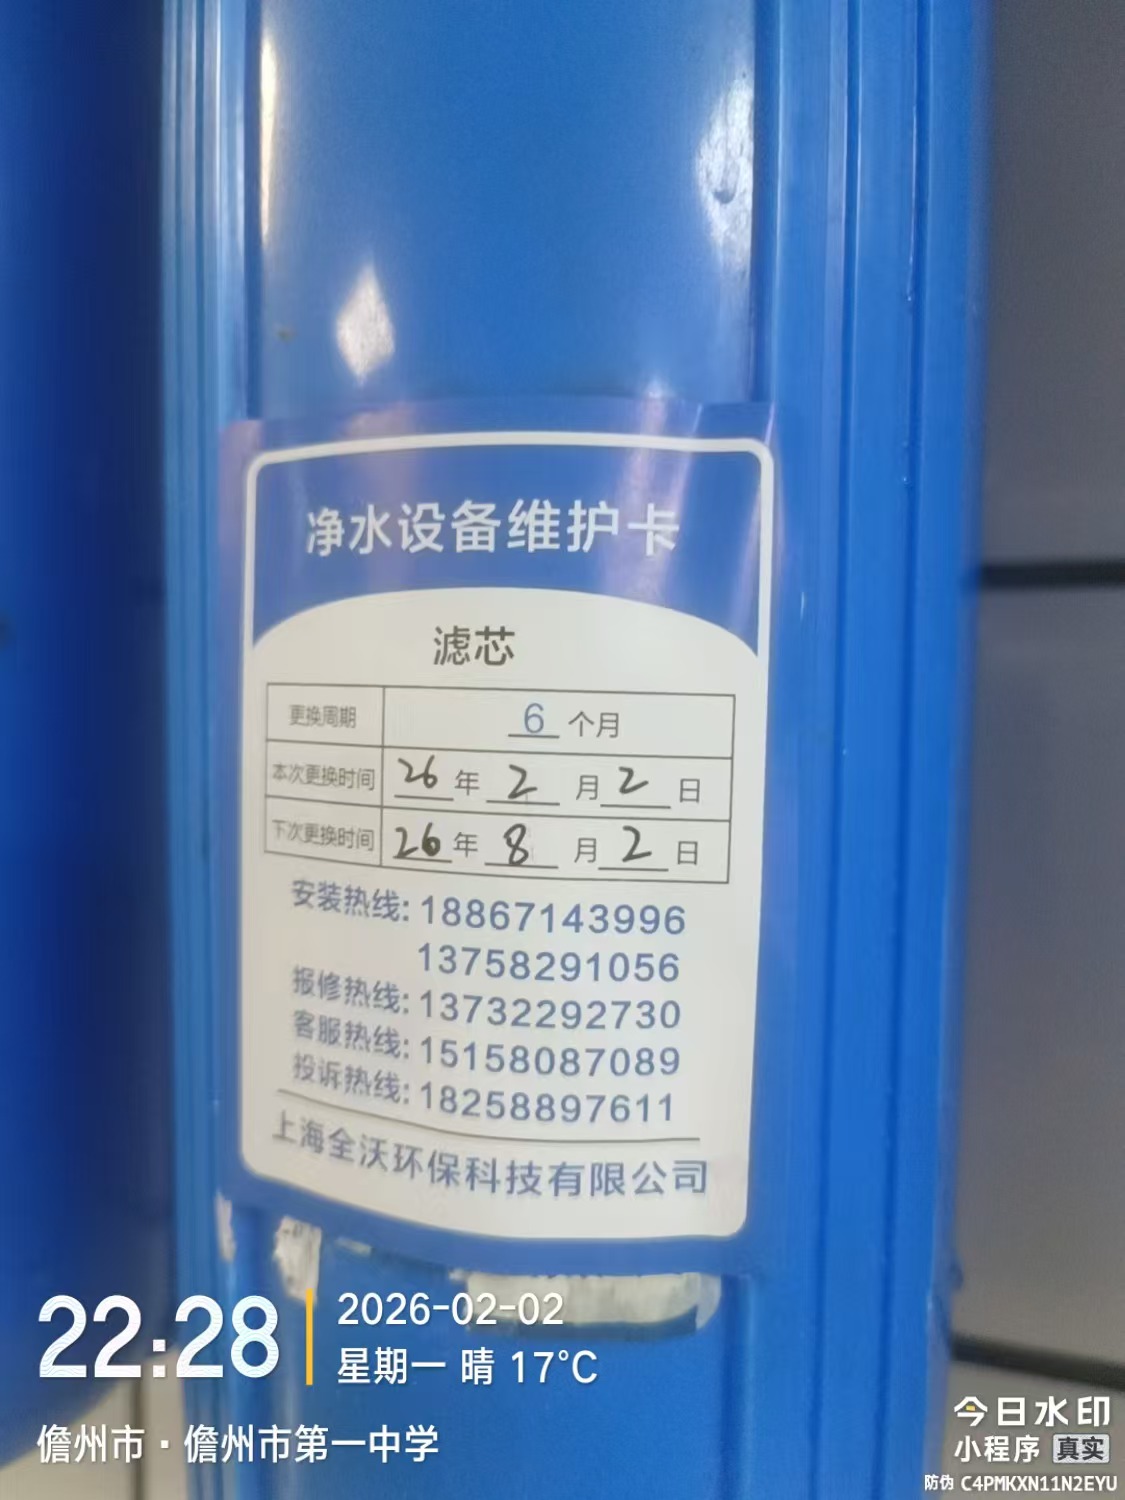 净水设备维护卡
滤芯
更换周期 6 个月
本次更换时间 26 年 2 月 2 日
下次更换时间 26 年 8 月 2 日
安装热线: 18867143996
13758291056
报修热线: 13732292730
客服热线: 15158087089
投诉热线: 18258897611
上海全沃环保科技有限公司
22:28
2026-02-02
星期一 晴 17°C
儋州市·儋州市第一中学
今日水印
小程序 真实
防伪 C4PMKXN11N2EYU